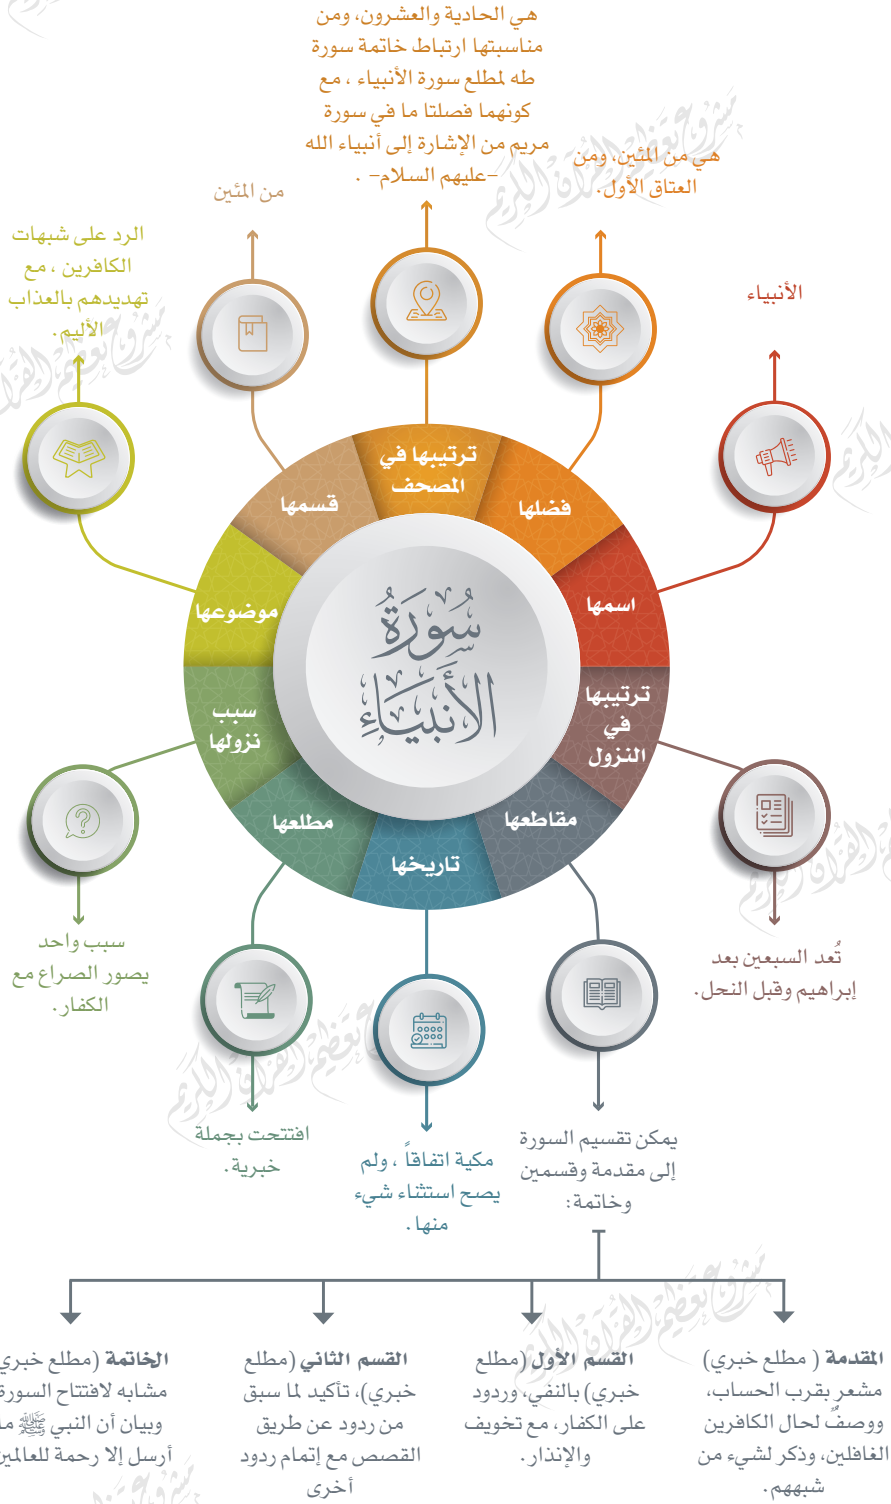 هي الحادية والعشرون، ومن
مناسبتها ارتباط خاتمة سورة
طه لمطلع سورة الأنبياء ، مع
كونهما فصلتا ما في سورة
مريم من الإشارة إلى أنبياء الله
-عليهم السلام- .
هي من المئين، ومن
العتاق الأول.
من المئين
الرد على شبهات
الكافرين ، مع
تهديدهم بالعذاب
الأليم.
الأنبياء
ترتيبها في
المصحف
فضلها
قسمها
اسمها
موضوعها
سُورَةُ
الأَنبِيَاءِ
ترتيبها
في
النزول
سبب
نزولها
مقاطعها
مطلعها
تاريخها
تُعد السبعين بعد
إبراهيم وقبل النحل.
سبب واحد
يصور الصراع مع
الكفار.
افتتحت بجملة
خبرية.
مكية اتفاقاً ، ولم
يصح استثناء شيء
منها.
يمكن تقسيم السورة
إلى مقدمة وقسمين
وخاتمة:
المقدمة ( مطلع خبري)
مشعر بقرب الحساب،
ووصفٌ لحال الكافرين
الغافلين، وذكر لشيء من
شبههم.
القسم الأول (مطلع
خبري) بالنفي، وردود
على الكفار، مع تخويف
والإنذار.
القسم الثاني (مطلع
خبري)، تأكيد لما سبق
من ردود عن طريق
القصص مع إتمام ردود
أخرى
الخاتمة (مطلع خبري
مشابه لافتتاح السورة
وبيان أن النبي ﷺ ما
أرسل إلا رحمة للعالمين
مشروع تعظيم القرآن الكريم